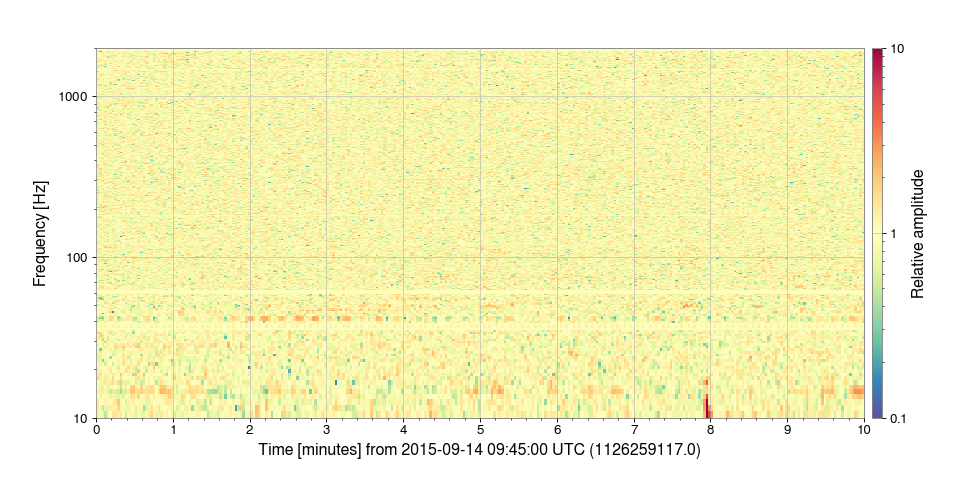 Frequency [Hz]
1000
100
10
0 1 2 3 4 5 6 7 8 9 10
Time [minutes] from 2015-09-14 09:45:00 UTC (1126259117.0)
10
1
0.1
Relative amplitude